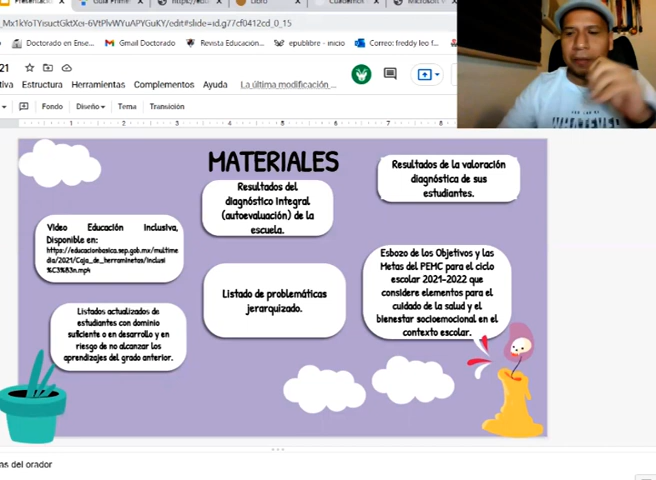 _Mx1kYo1YisuctGktXer-6VtPlvWYuAPYGuKY/edit#slide=id.g77cf0412cd_0_15
Doctorado en Ense...
Gmail Doctorado
Revista Educación...
epublibre - inicio
Correo: freddy leo f...
21
Estructura
Herramientas
Complementos
Ayuda
La última modificación ...
Fondo
Diseño
Tema
Transición
WHATEVER
MATERIALES
Resultados de la valoración
diagnóstica de sus
estudiantes.
Resultados del
diagnóstico integral
(autoevaluación) de la
escuela.
Video Educación Inclusiva,
Disponible en:
https://educacionbasica.sep.gob.mx/multime
dia/2021/Caja_de_herraminetas/Inclusi
%C3%B3n.mp4
Esbozo de los Objetivos y las
Metas del PEMC para el ciclo
escolar 2021-2022 que
considere elementos para el
cuidado de la salud y el
bienestar socioemocional en el
contexto escolar.
Listado de problemáticas
jerarquizado.
Listados actualizados de
estudiantes con dominio
suficiente o en desarrollo y en
riesgo de no alcanzar los
aprendizajes del grado anterior.
as del orador